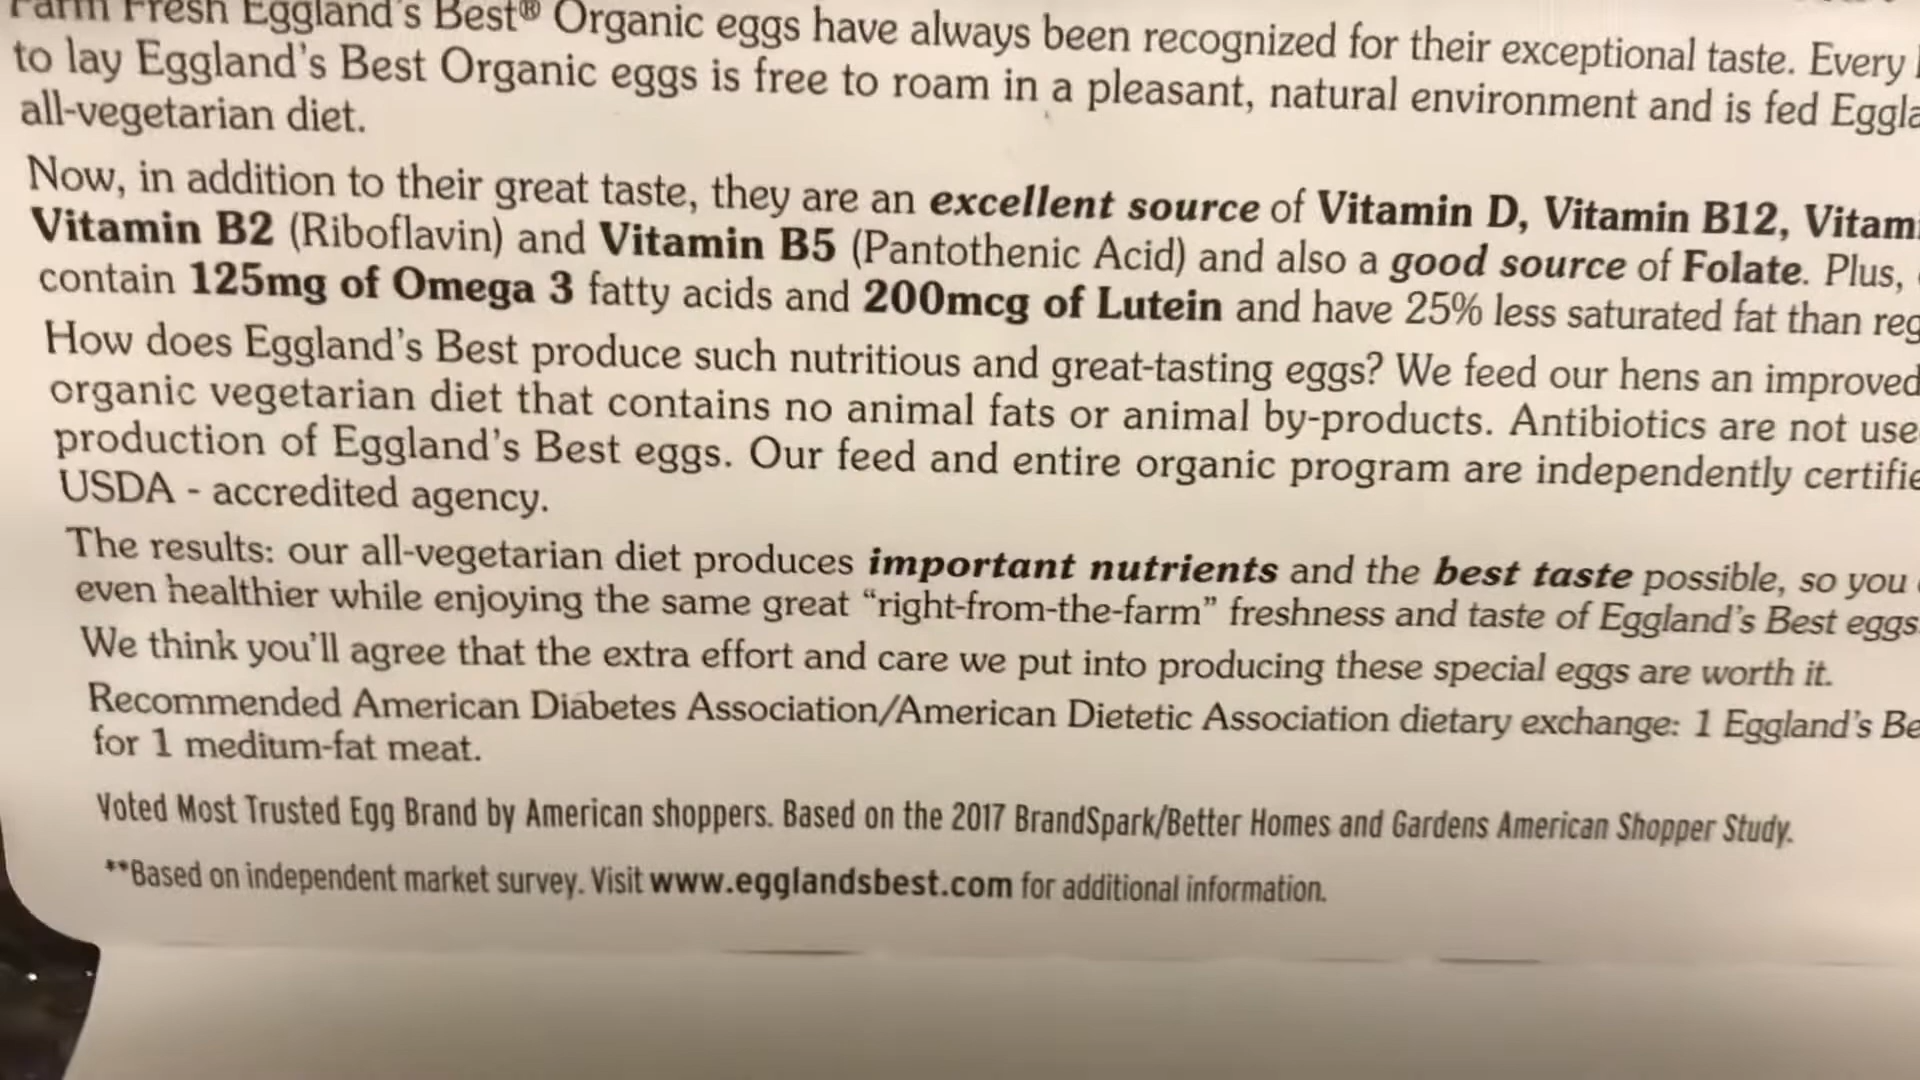 Farm Fresh Eggland's Best® Organic eggs have always been recognized for their exceptional taste. Every
to lay Eggland's Best Organic eggs is free to roam in a pleasant, natural environment and is fed
all-vegetarian diet.
Now, in addition to their great taste, they are an excellent source of Vitamin D, Vitamin B12,
Vitamin B2 (Riboflavin) and Vitamin B5 (Pantothenic Acid) and also a good source of Folate. Plus,
contain 125mg of Omega 3 fatty acids and 200mcg of Lutein and have 25% less saturated fat than
How does Eggland's Best produce such nutritious and great-tasting eggs? We feed our hens an improved
organic vegetarian diet that contains no animal fats or animal by-products. Antibiotics are not
production of Eggland's Best eggs. Our feed and entire organic program are independently
USDA - accredited agency.
The results: our all-vegetarian diet produces important nutrients and the best taste possible, so you
even healthier while enjoying the same great “right-from-the-farm” freshness and taste of Eggland's Best eggs
We think you'll agree that the extra effort and care we put into producing these special eggs are worth it.
Recommended American Diabetes Association/American Dietetic Association dietary exchange: 1 Eggland's
for 1 medium-fat meat.
Voted Most Trusted Egg Brand by American shoppers. Based on the 2017 BrandSpark/Better Homes and Gardens American Shopper Study.
**Based on independent market survey. Visit www.egglandsbest.com for additional information.